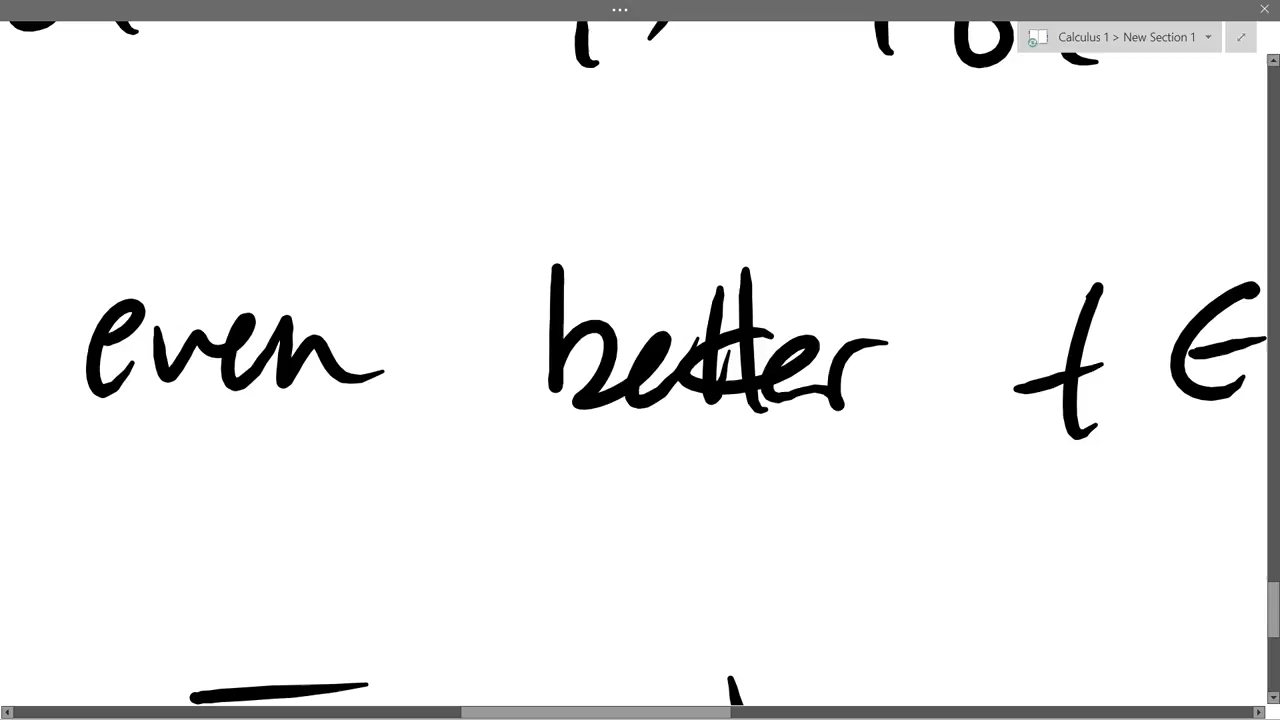 Calculus 1 > New Section 1
even better f ∈